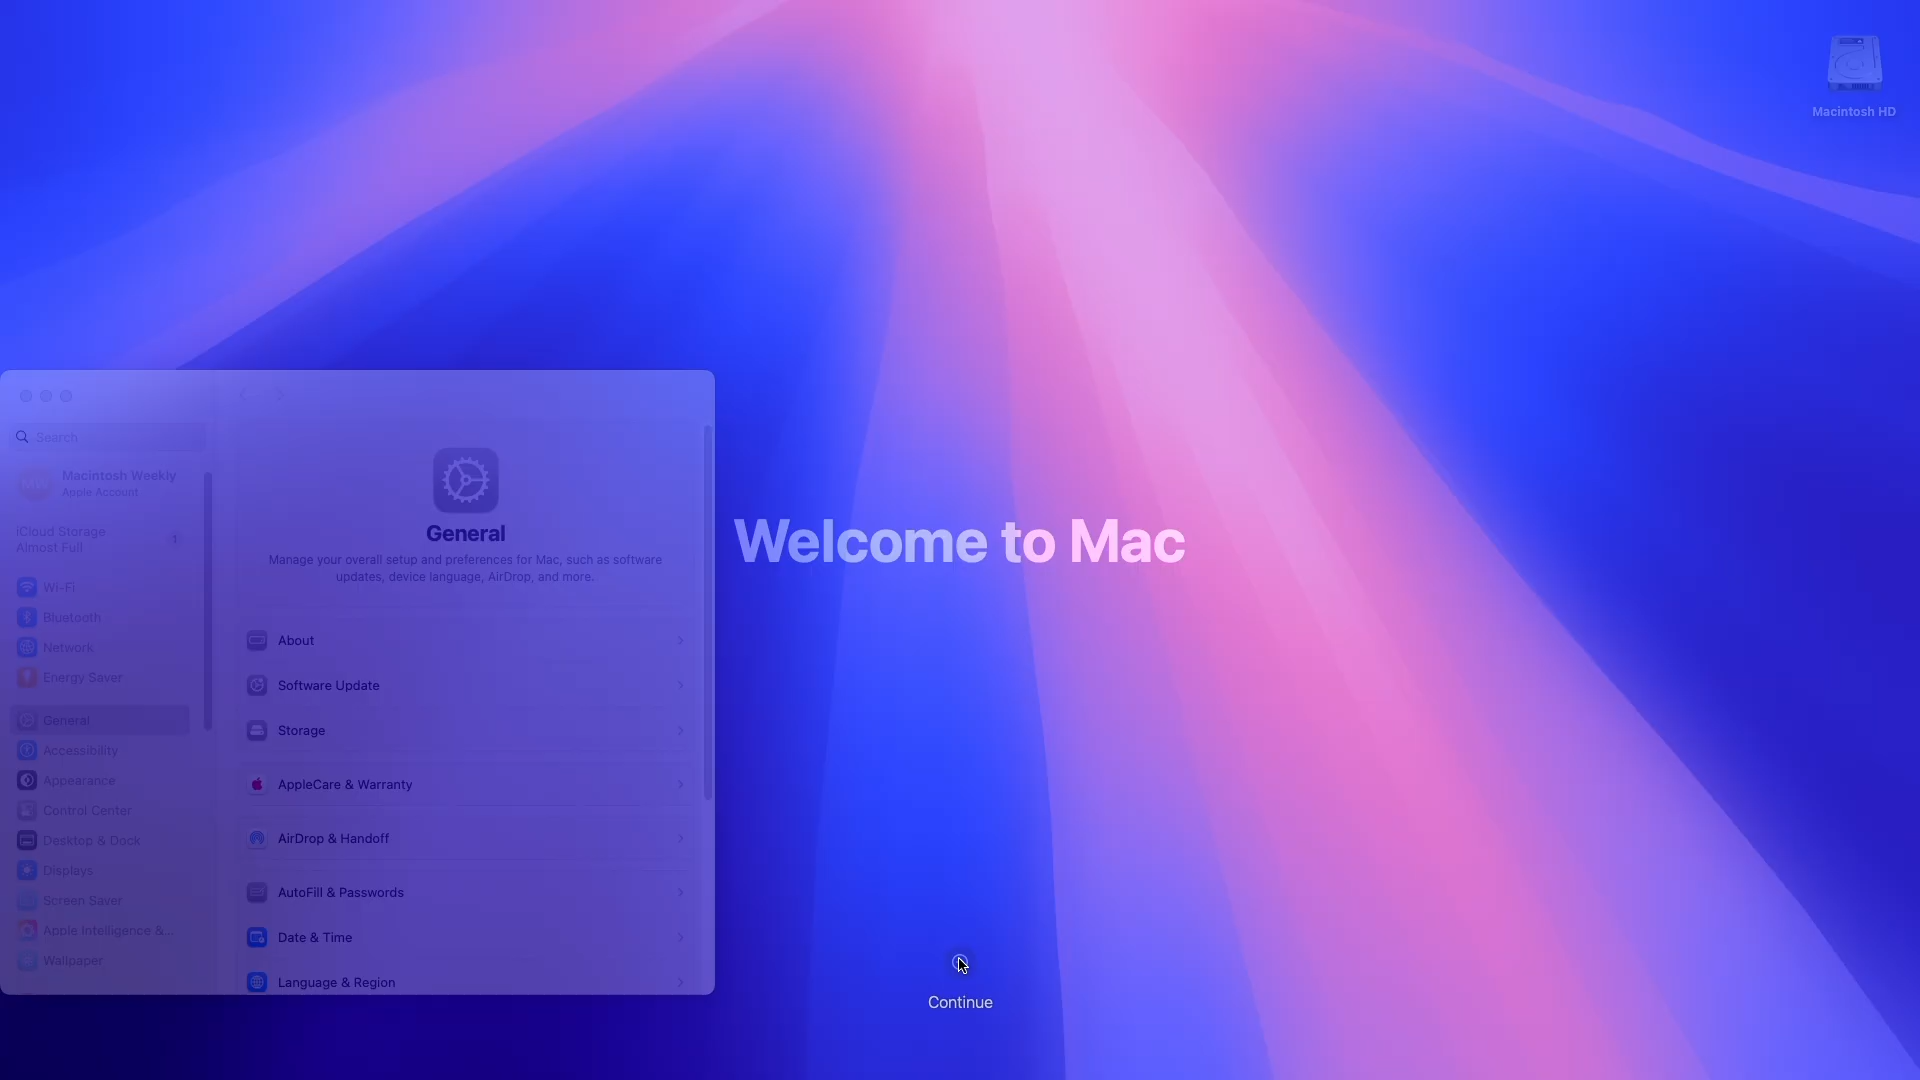 Macintosh HD
Search
MW
Macintosh Weekly
Apple Account
iCloud Storage
Almost Full
1
Wi-Fi
Bluetooth
Network
Energy Saver
General
Accessibility
Appearance
Control Center
Desktop & Dock
Displays
Screen Saver
Apple Intelligence &...
Wallpaper
General
Manage your overall setup and preferences for Mac, such as software
updates, device language, AirDrop, and more.
About
Software Update
Storage
AppleCare & Warranty
AirDrop & Handoff
AutoFill & Passwords
Date & Time
Language & Region
Welcome to Mac
Continue